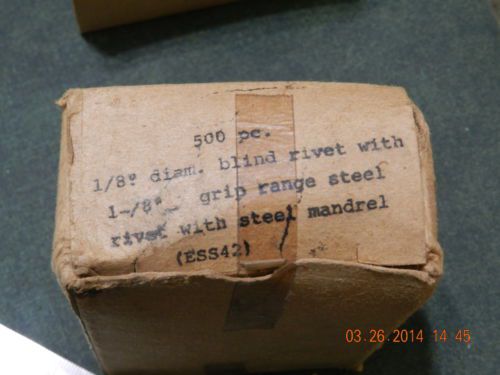 500 pc.
1/8" diam. blind rivet with
1-/8" grip range steel
rivet with steel mandrel
(ESS42)
03.26.2014 14 45